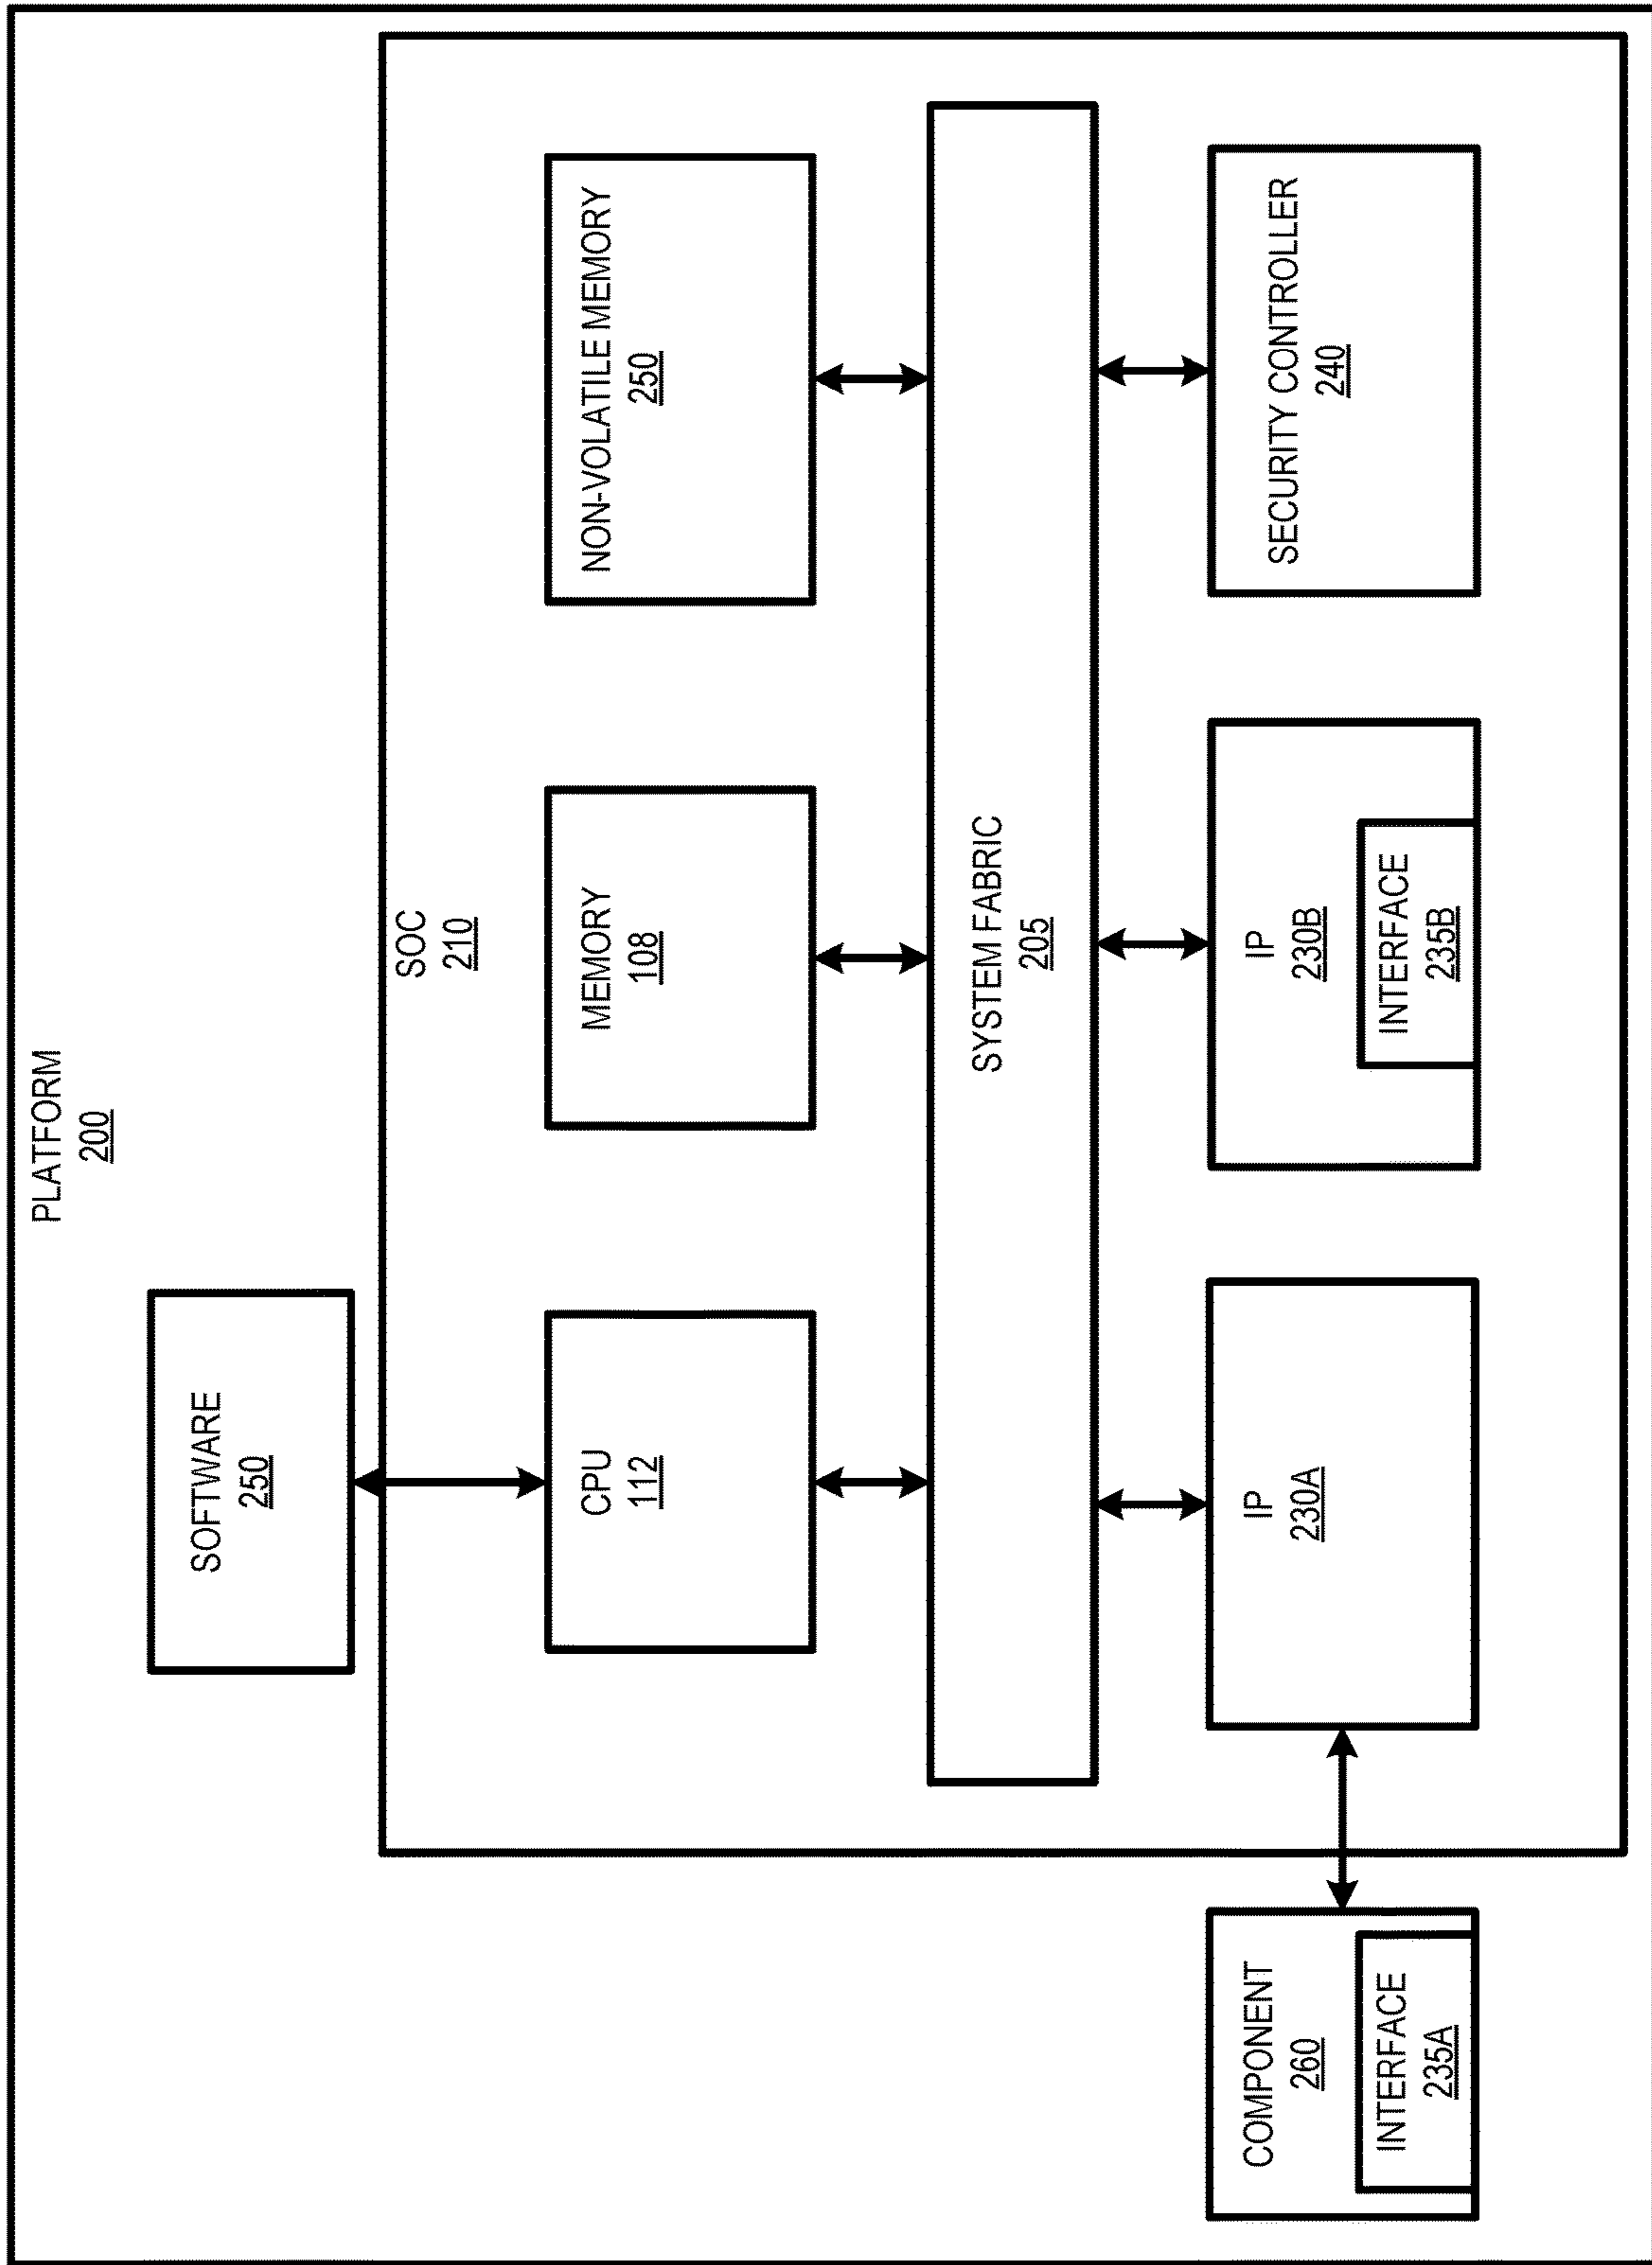 PLATFORM
200
SOFTWARE
250
SOC
210
CPU
112
MEMORY
108
NON-VOLATILE MEMORY
250
SYSTEM FABRIC
205
COMPONENT
260
INTERFACE
235A
IP
230A
IP
230B
INTERFACE
235B
SECURITY CONTROLLER
240